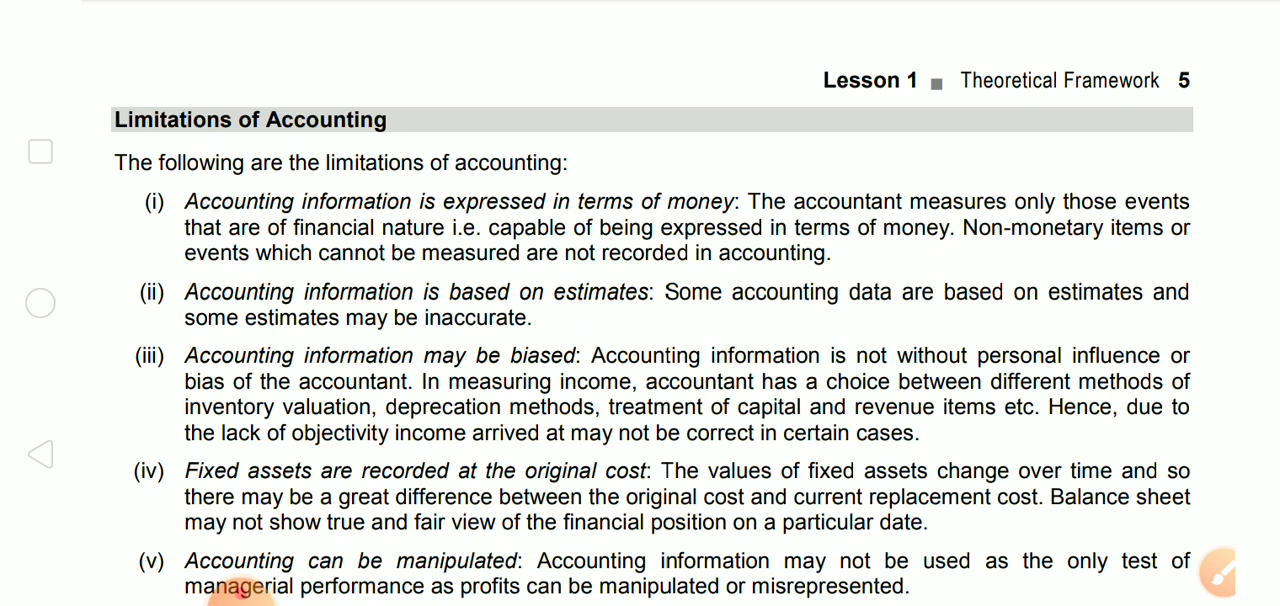 Lesson 1 ■ Theoretical Framework 5
Limitations of Accounting
The following are the limitations of accounting:
(i) Accounting information is expressed in terms of money: The accountant measures only those events
that are of financial nature i.e. capable of being expressed in terms of money. Non-monetary items or
events which cannot be measured are not recorded in accounting.
(ii) Accounting information is based on estimates: Some accounting data are based on estimates and
some estimates may be inaccurate.
(iii) Accounting information may be biased: Accounting information is not without personal influence or
bias of the accountant. In measuring income, accountant has a choice between different methods of
inventory valuation, deprecation methods, treatment of capital and revenue items etc. Hence, due to
the lack of objectivity income arrived at may not be correct in certain cases.
(iv) Fixed assets are recorded at the original cost: The values of fixed assets change over time and so
there may be a great difference between the original cost and current replacement cost. Balance sheet
may not show true and fair view of the financial position on a particular date.
(v) Accounting can be manipulated: Accounting information may not be used as the only test of
managerial performance as profits can be manipulated or misrepresented.